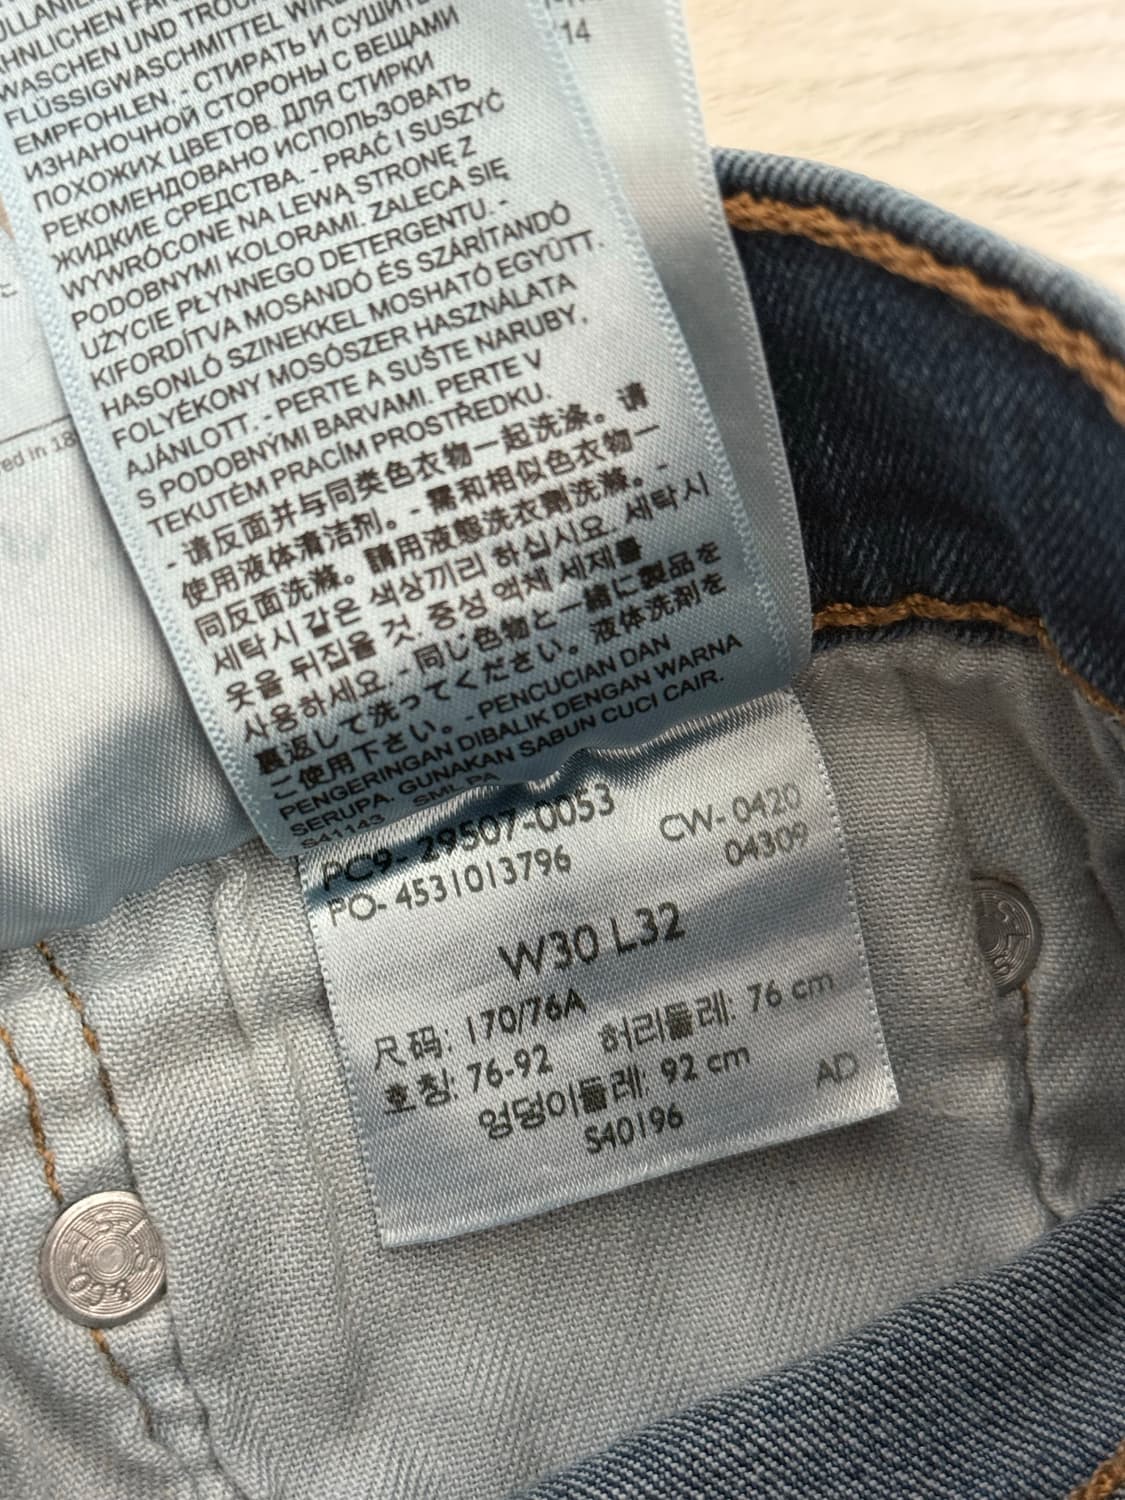 14
WASCHEN UND
FLÜSSIGWASCHMITTEL
EMPFOHLEN. - СТИРАТЬ И
ИЗНАНОЧНОЙ СТОРОНЫ С ВЕЩАМИ
ПОХОЖИХ ЦВЕТОВ. ДЛЯ СТИРКИ
РЕКОМЕНДОВАНО ИСПОЛЬЗОВАТЬ
ЖИДКИЕ СРЕДСТВА. - PRAĆ I SUSZYĆ
WYWRÓCONE NA LEWĄ STRONĘ Z
PODOBNYMI KOLORAMI. ZALECA SIĘ
UŻYCIE PŁYNNEGO DETERGENTU. -
KIFORDÍTVA MOSANDÓ ÉS SZÁRÍTANDÓ
HASONLÓ SZINEKKEL MOSHATÓ EGYÜTT.
FOLYÉKONY MOSÓSZER HASZNÁLATA
AJÁNLOTT. - PERTE A SUŠTE NARUBY,
S PODOBNÝMI BARVAMI. PERTE V
TEKUTÉM PRACÍM PROSTŘEDKU.
- 请反面并与同类色衣物一起洗涤。请
使用液体清洁剂。- 需和相似色衣物一
同反面洗滌。請用液態洗衣劑洗滌。-
세탁시 같은 색상끼리 하십시요. 세탁시
옷을 뒤집을 것. 중성 액체 세제를
사용하세요. - 同じ色物と一緒に製品を
裏返して洗ってください。液体洗剤を
ご使用下さい。- PENCUCIAN DAN
PENGERINGAN DIBALIK DENGAN WARNA
SERUPA. GUNAKAN SABUN CUCI CAIR.
S41143
red in 18
PC9- 29507-0053 CW- 0420
PO- 4531013796 04309
W30 L32
尺码: 170/76A
호칭: 76-92 허리둘레: 76 cm
엉덩이둘레: 92 cm AD
S40196